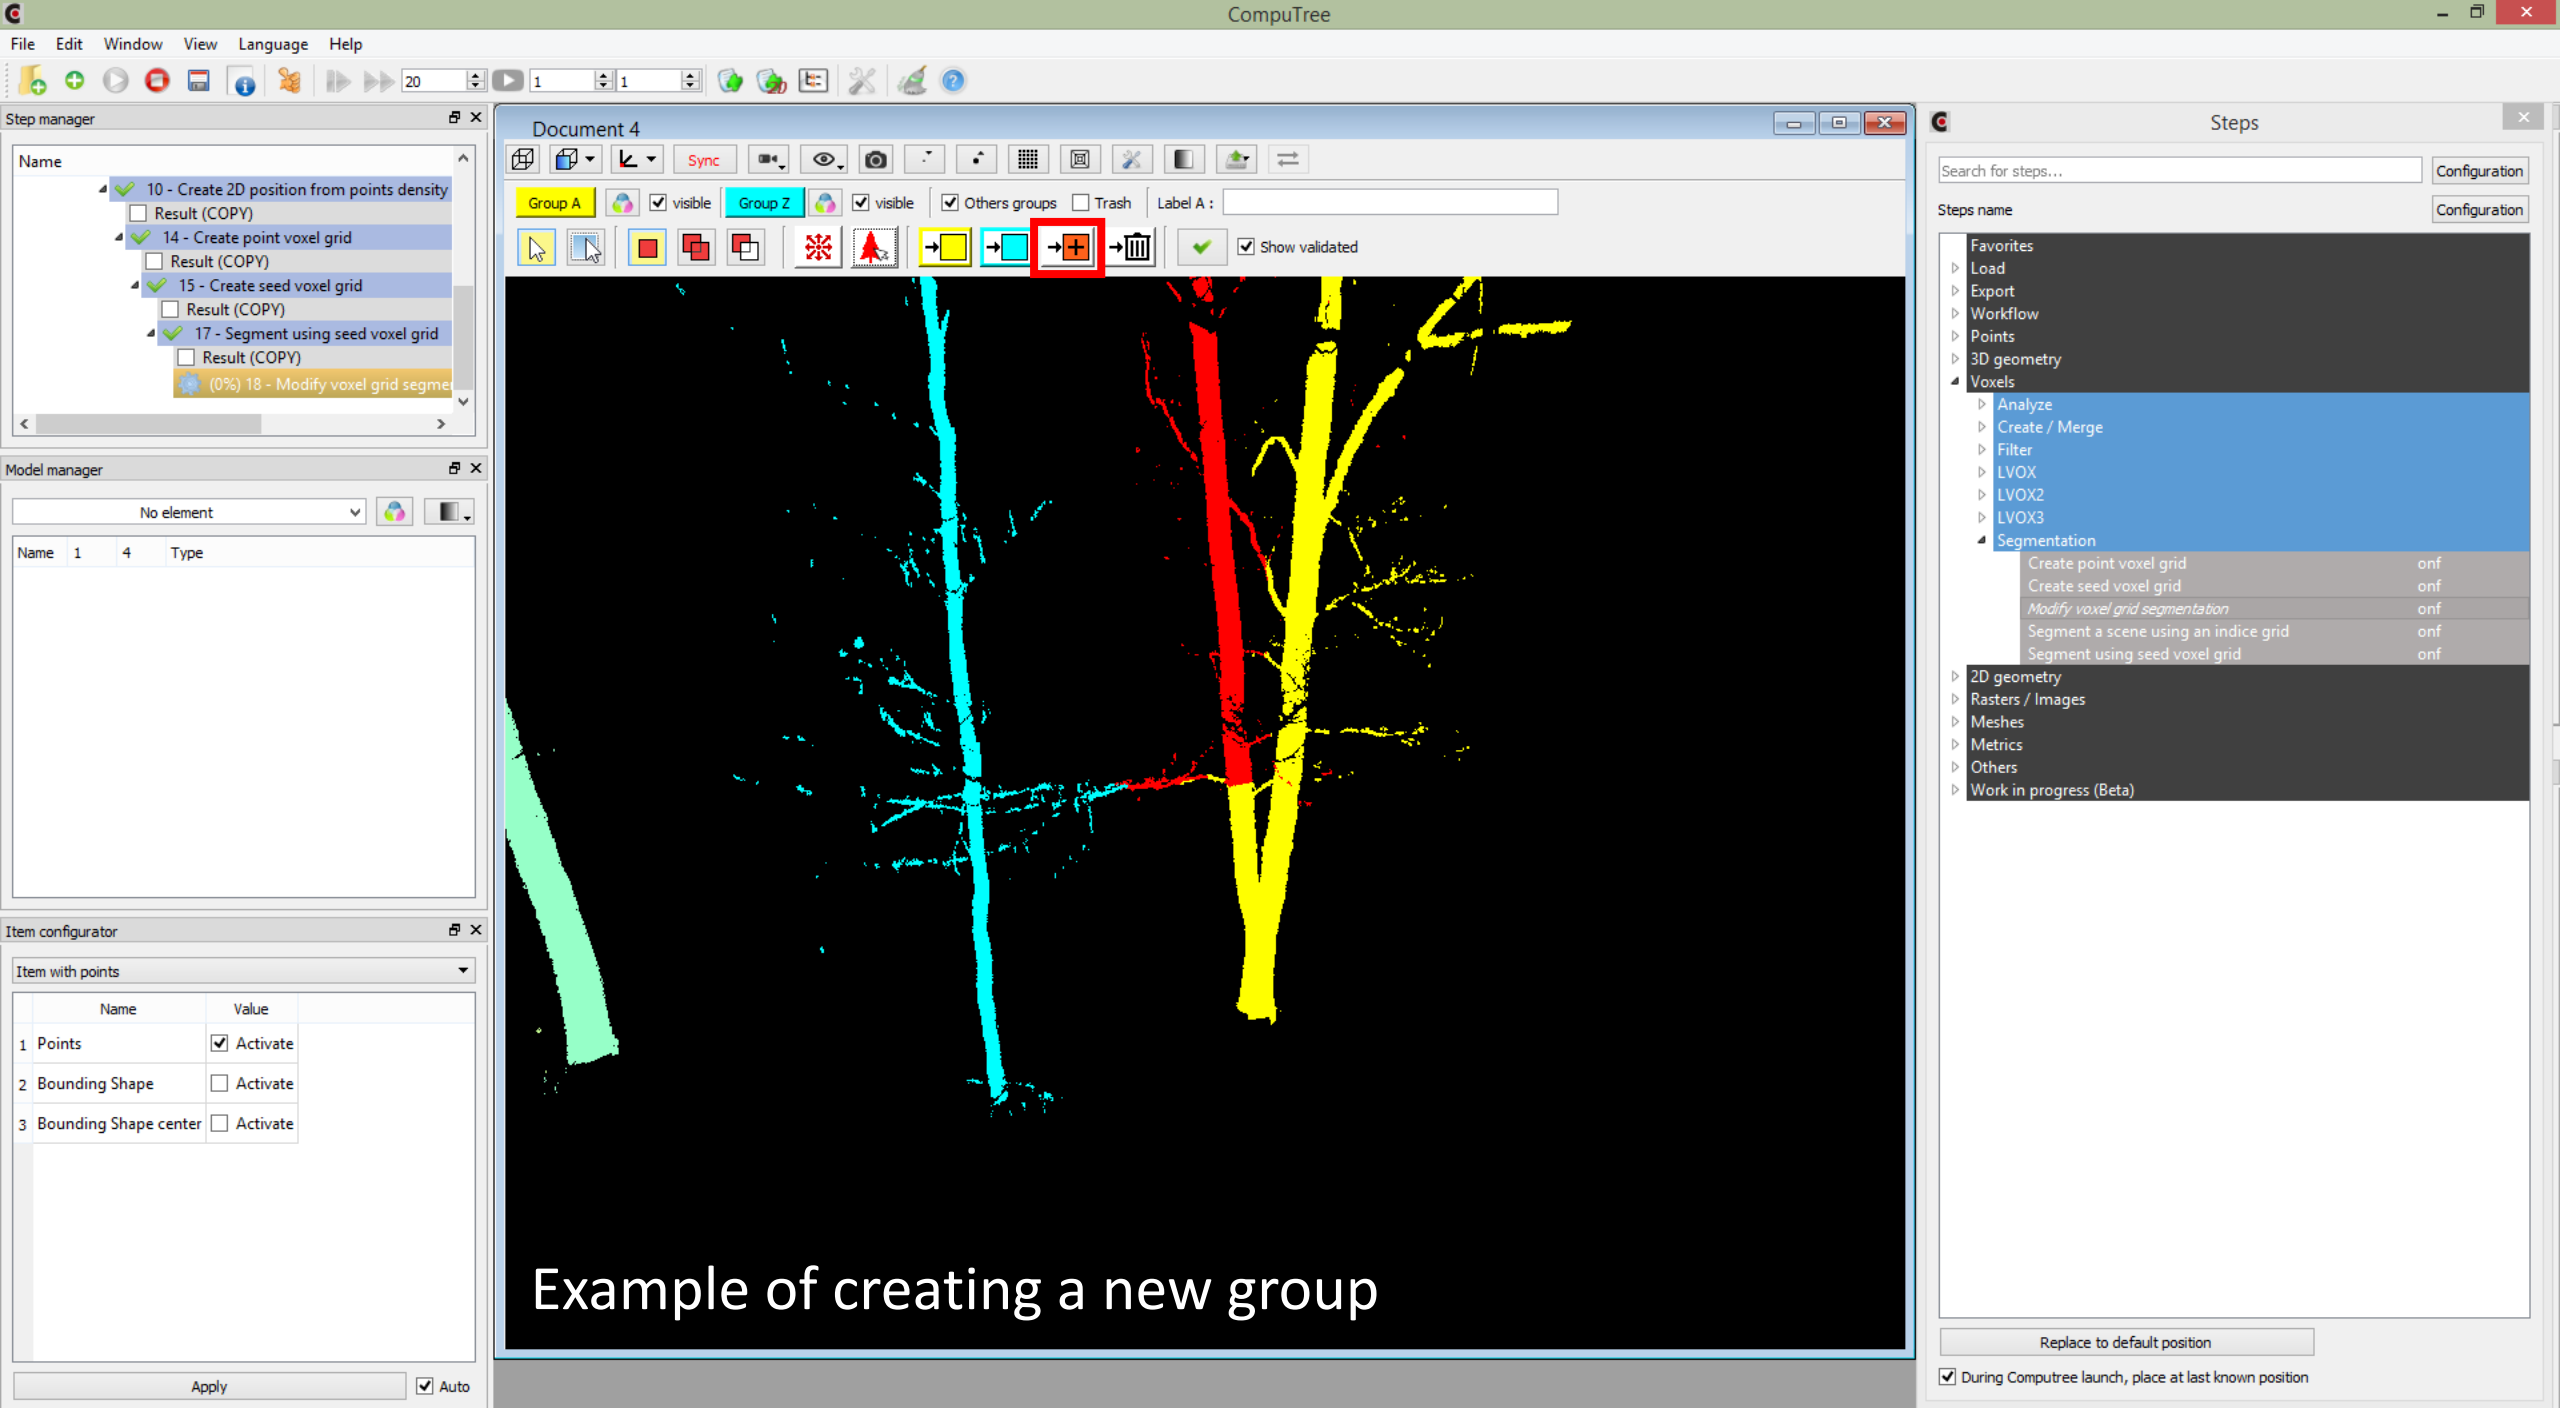 CompuTree
File Edit Window View Language Help
20 1 1
Step manager
Name
10 - Create 2D position from points density
Result (COPY)
14 - Create point voxel grid
Result (COPY)
15 - Create seed voxel grid
Result (COPY)
17 - Segment using seed voxel grid
Result (COPY)
(0%) 18 - Modify voxel grid segme
Model manager
No element
Name 1 4 Type
Item configurator
Item with points
Name Value
1 Points Activate
2 Bounding Shape Activate
3 Bounding Shape center Activate
Apply Auto
Document 4
Sync
Group A visible Group Z visible Others groups Trash Label A :
Show validated
Example of creating a new group
Steps
Search for steps... Configuration
Steps name Configuration
Favorites
Load
Export
Workflow
Points
3D geometry
Voxels
Analyze
Create / Merge
Filter
LVOX
LVOX2
LVOX3
Segmentation
Create point voxel grid onf
Create seed voxel grid onf
Modify voxel grid segmentation onf
Segment a scene using an indice grid onf
Segment using seed voxel grid onf
2D geometry
Rasters / Images
Meshes
Metrics
Others
Work in progress (Beta)
Replace to default position
During Computree launch, place at last known position